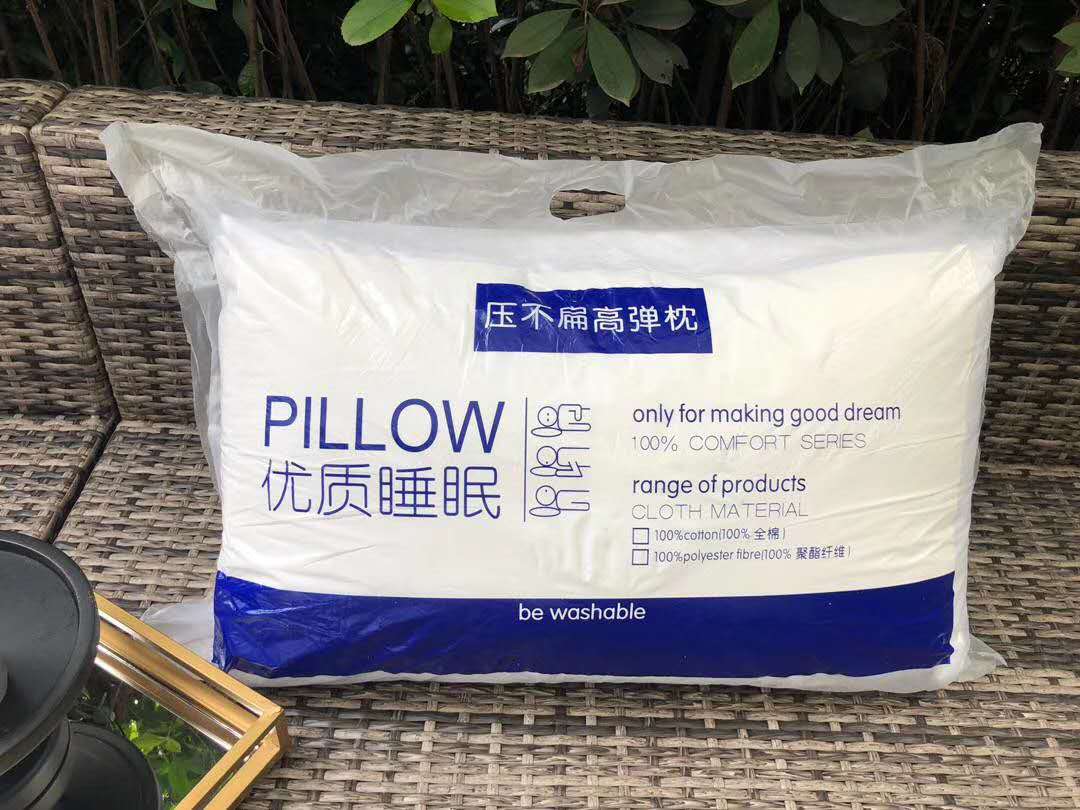 压不扁高弹枕
PILLOW
优质睡眠
only for making good dream
100% COMFORT SERIES
range of products
CLOTH MATERIAL
100%cotton(100% 全棉)
100%polyester fibre(100% 聚酯纤维)
be washable